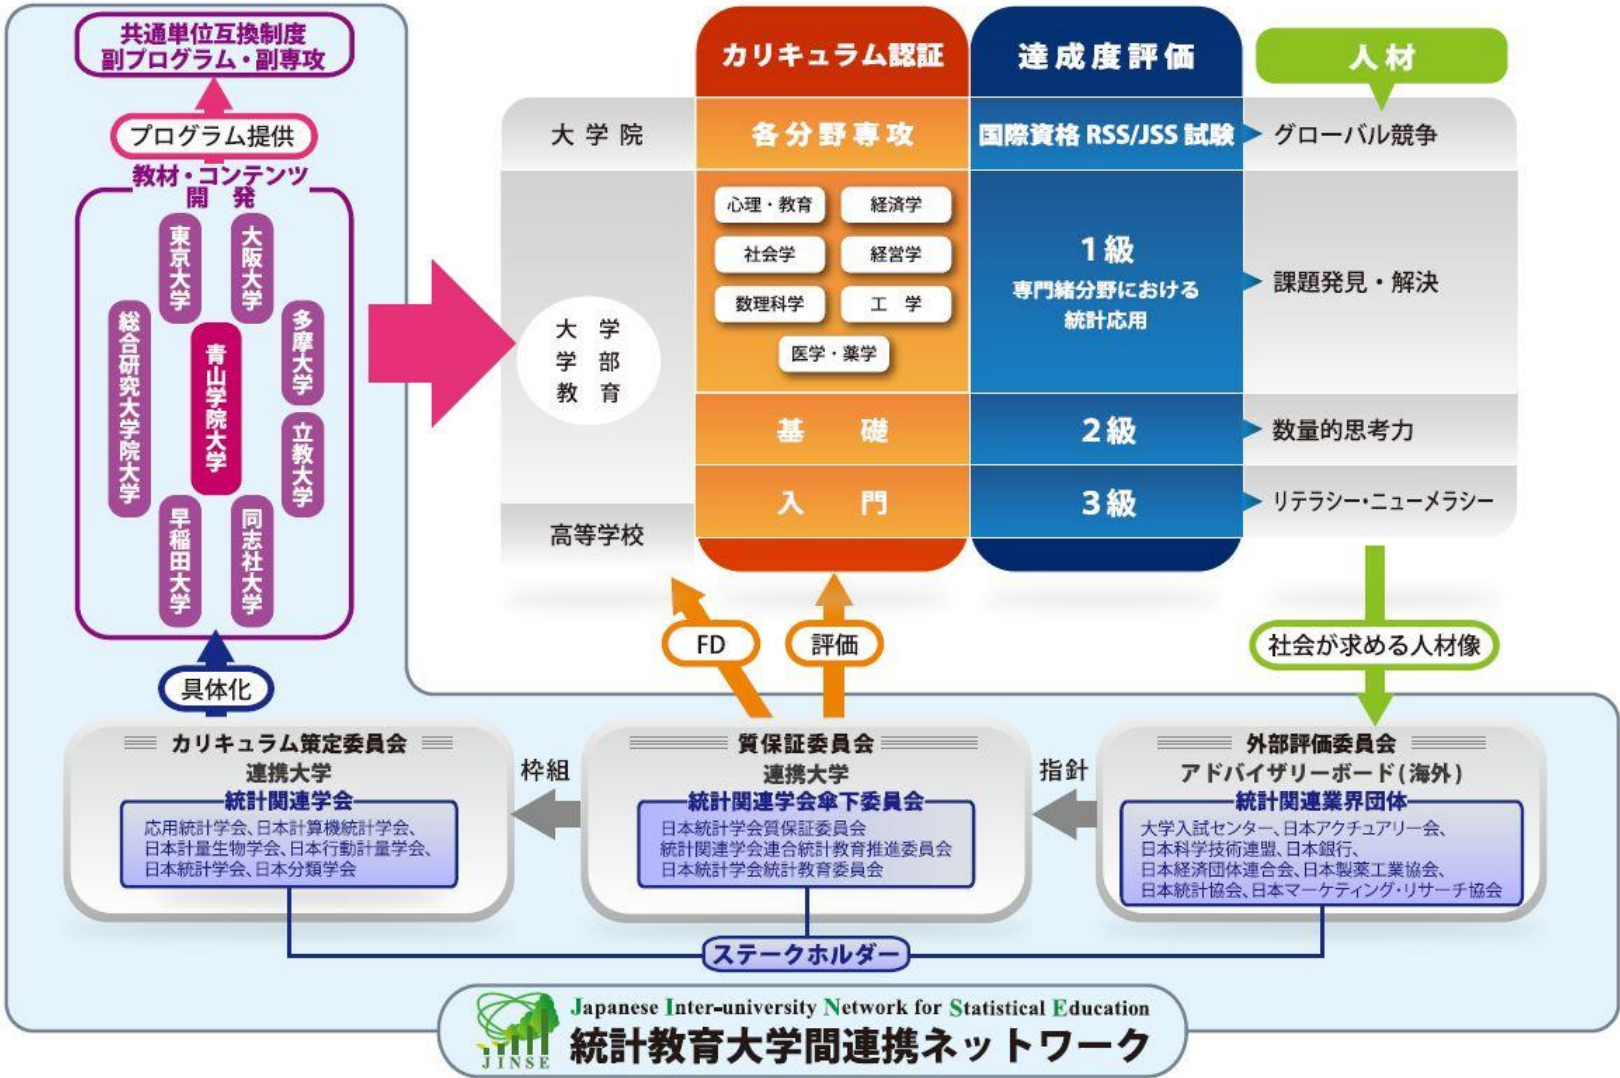 共通単位互換制度
副プログラム・副専攻
プログラム提供
教材・コンテンツ
開発
東京大学
大阪大学
総合研究大学院大学
青山学院大学
多摩大学
立教大学
早稲田大学
同志社大学
具体化
カリキュラム認証
達成度評価
人材
大学院
各分野専攻
国際資格 RSS/JSS 試験
グローバル競争
大学
学部
教育
心理・教育
経済学
社会学
経営学
数理科学
工 学
医学・薬学
1級
専門緒分野における
統計応用
課題発見・解決
基 礎
2級
数量的思考力
高等学校
入 門
3級
リテラシー・ニューメラシー
FD
評価
社会が求める人材像
カリキュラム策定委員会
連携大学
統計関連学会
応用統計学会、日本計算機統計学会、
日本計量生物学会、日本行動計量学会、
日本統計学会、日本分類学会
枠組
質保証委員会
連携大学
統計関連学会傘下委員会
日本統計学会質保証委員会
統計関連学会連合統計教育推進委員会
日本統計学会統計教育委員会
指針
外部評価委員会
アドバイザリーボード(海外)
統計関連業界団体
大学入試センター、日本アクチュアリー会、
日本科学技術連盟、日本銀行、
日本経済団体連合会、日本製薬工業協会、
日本統計協会、日本マーケティング・リサーチ協会
ステークホルダー
JINSE
Japanese Inter-university Network for Statistical Education
統計教育大学間連携ネットワーク